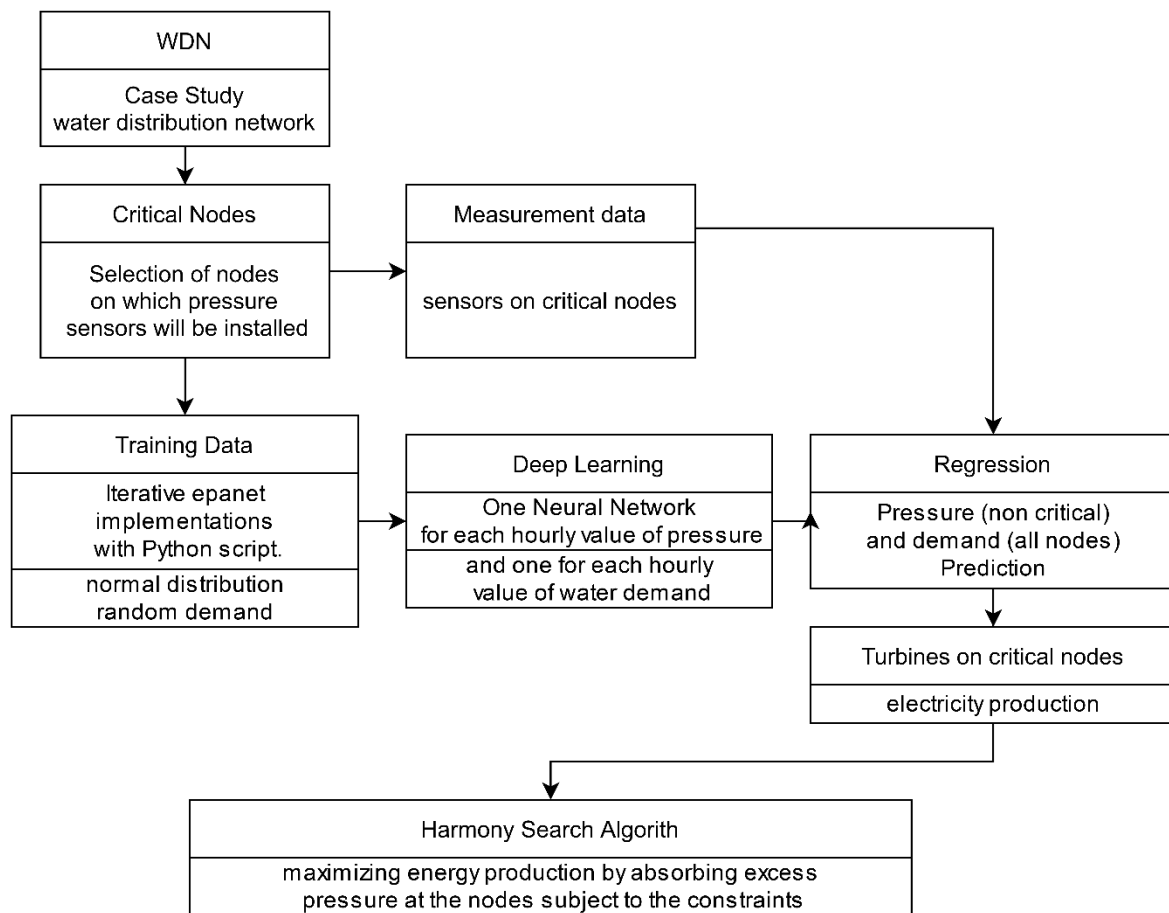 WDN
Case Study
water distribution network
Critical Nodes
Selection of nodes
on which pressure
sensors will be installed
Measurement data
sensors on critical nodes
Training Data
Iterative epanet
implementations
with Python script.
normal distribution
random demand
Deep Learning
One Neural Network
for each hourly value of pressure
and one for each hourly
value of water demand
Regression
Pressure (non critical)
and demand (all nodes)
Prediction
Turbines on critical nodes
electricity production
Harmony Search Algorith
maximizing energy production by absorbing excess
pressure at the nodes subject to the constraints